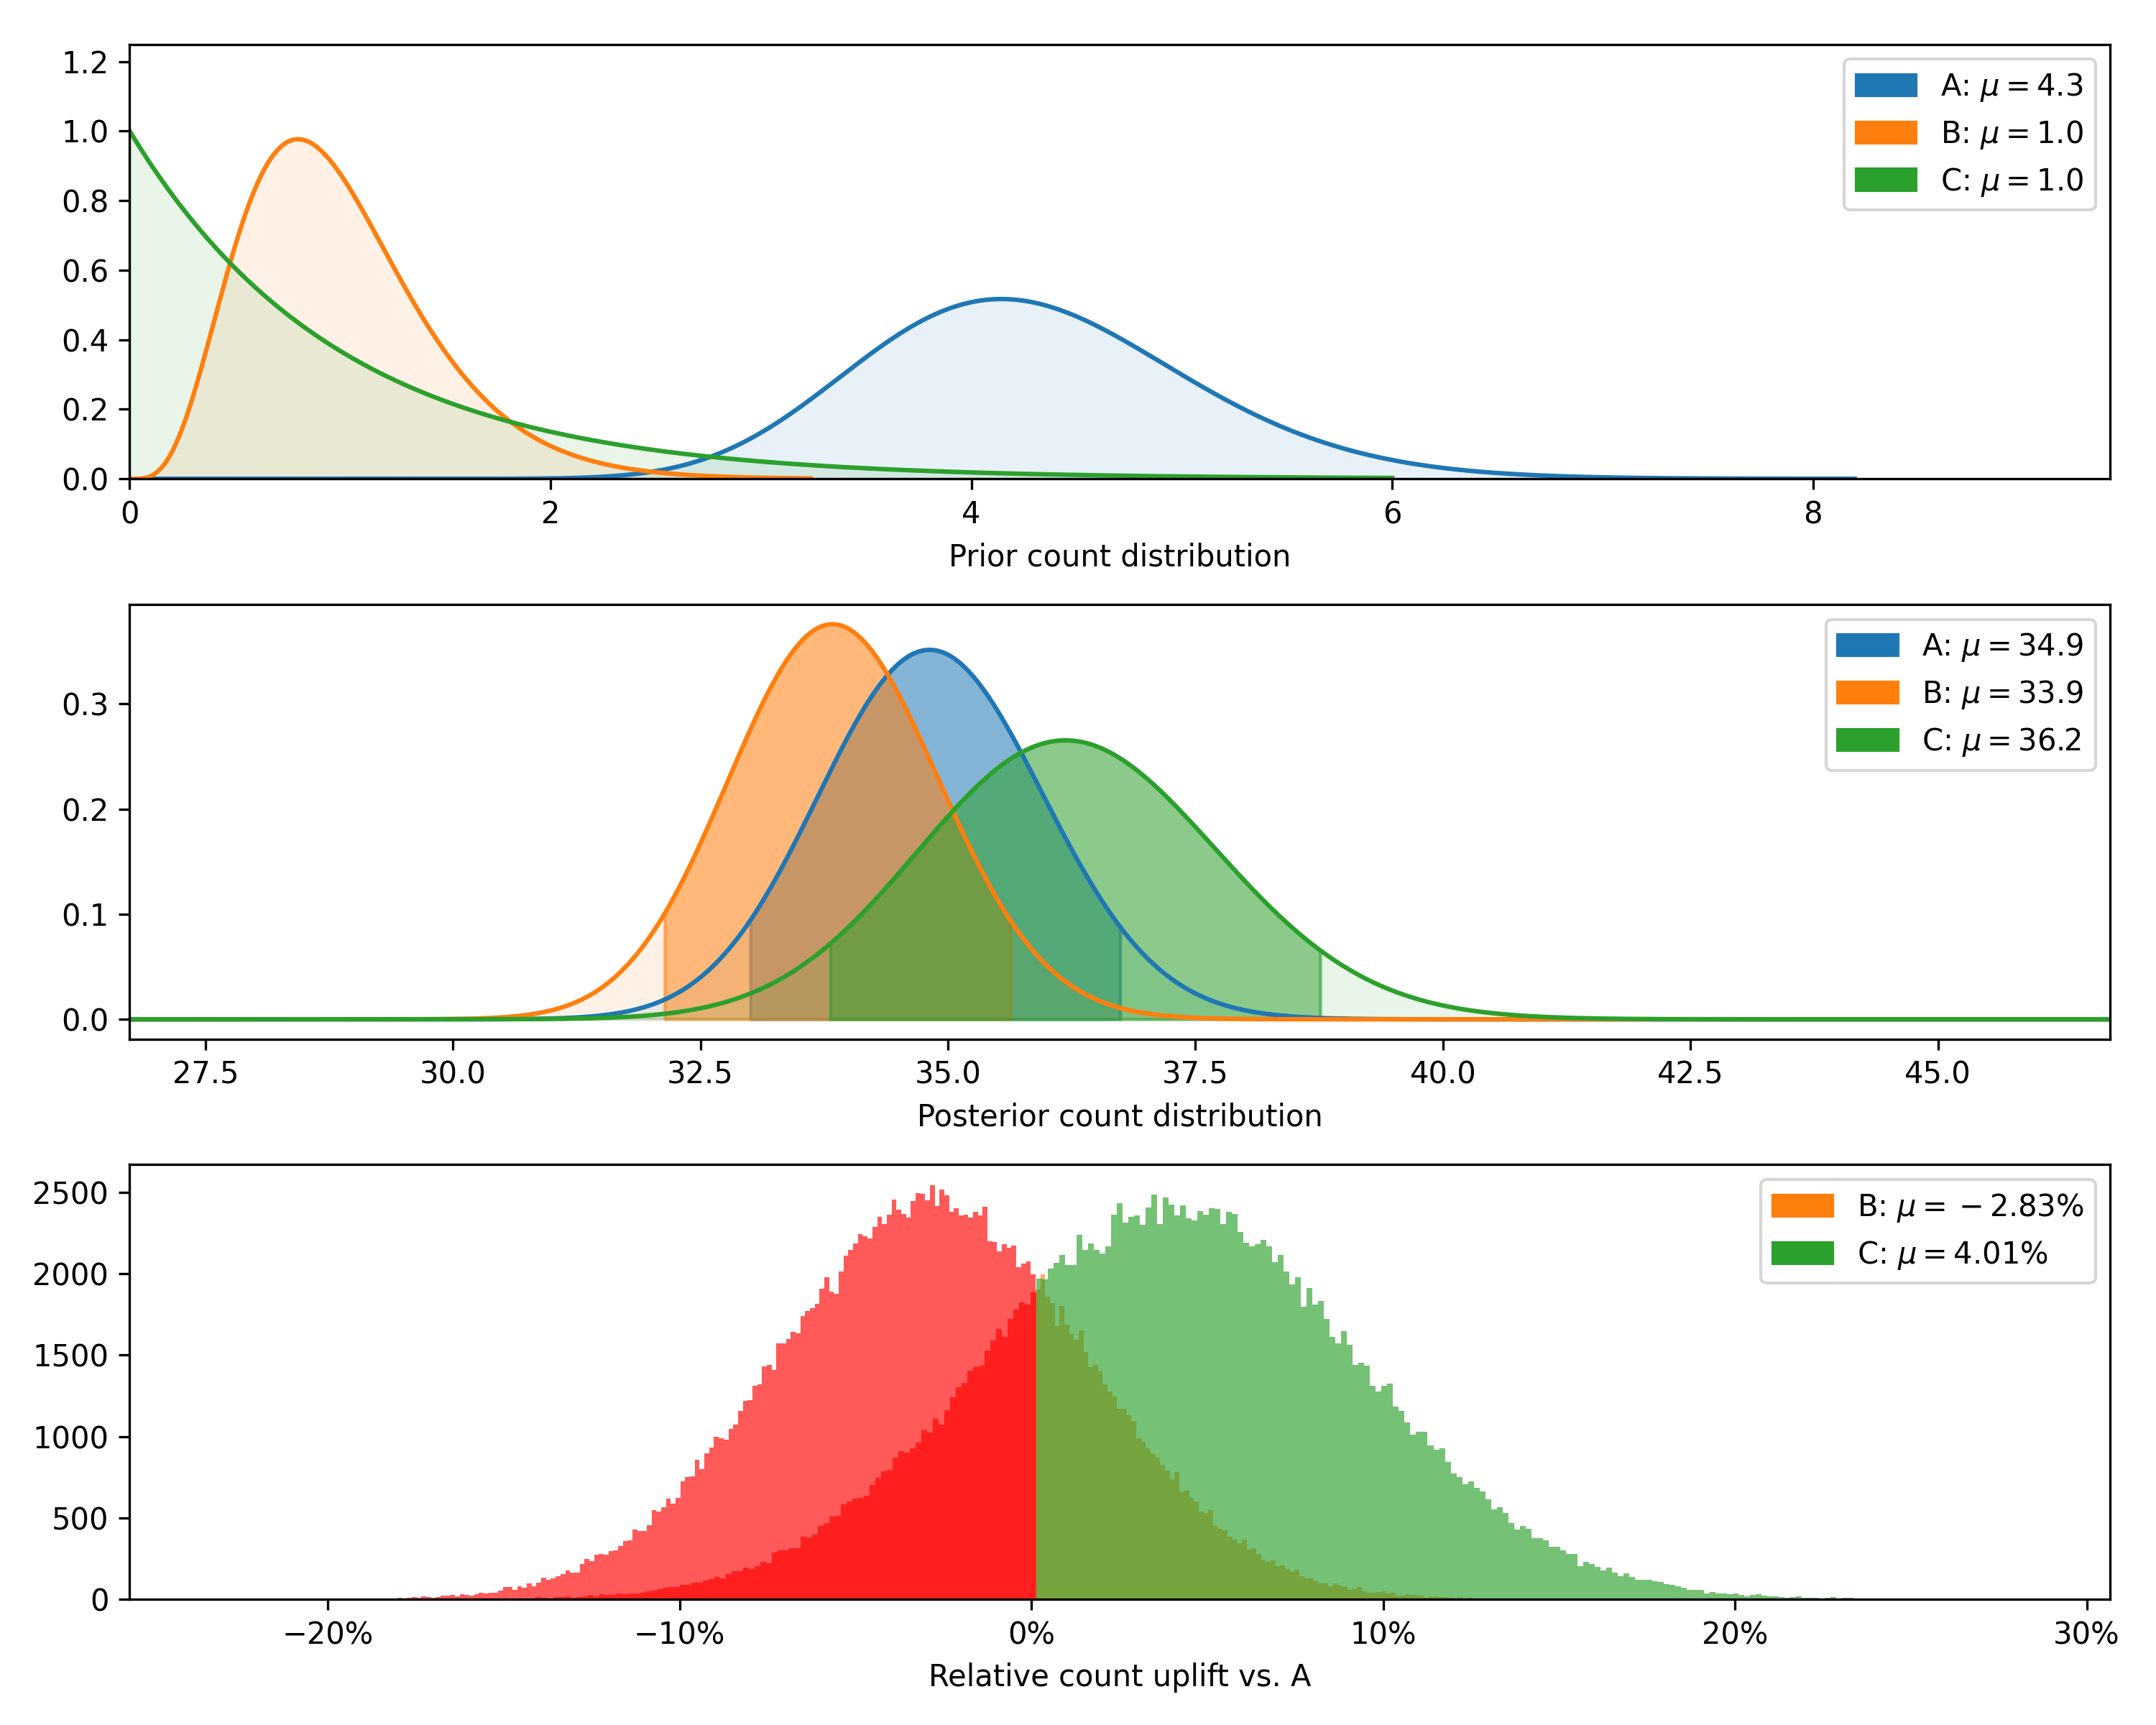 1.2
1.0
0.8
0.6
0.4
0.2
0.0
A: μ = 4.3
B: μ = 1.0
C: μ = 1.0
0 2 4 6 8
Prior count distribution
0.3
0.2
0.1
0.0
A: μ = 34.9
B: μ = 33.9
C: μ = 36.2
27.5 30.0 32.5 35.0 37.5 40.0 42.5 45.0
Posterior count distribution
2500
2000
1500
1000
500
0
B: μ = −2.83%
C: μ = 4.01%
−20% −10% 0% 10% 20% 30%
Relative count uplift vs. A